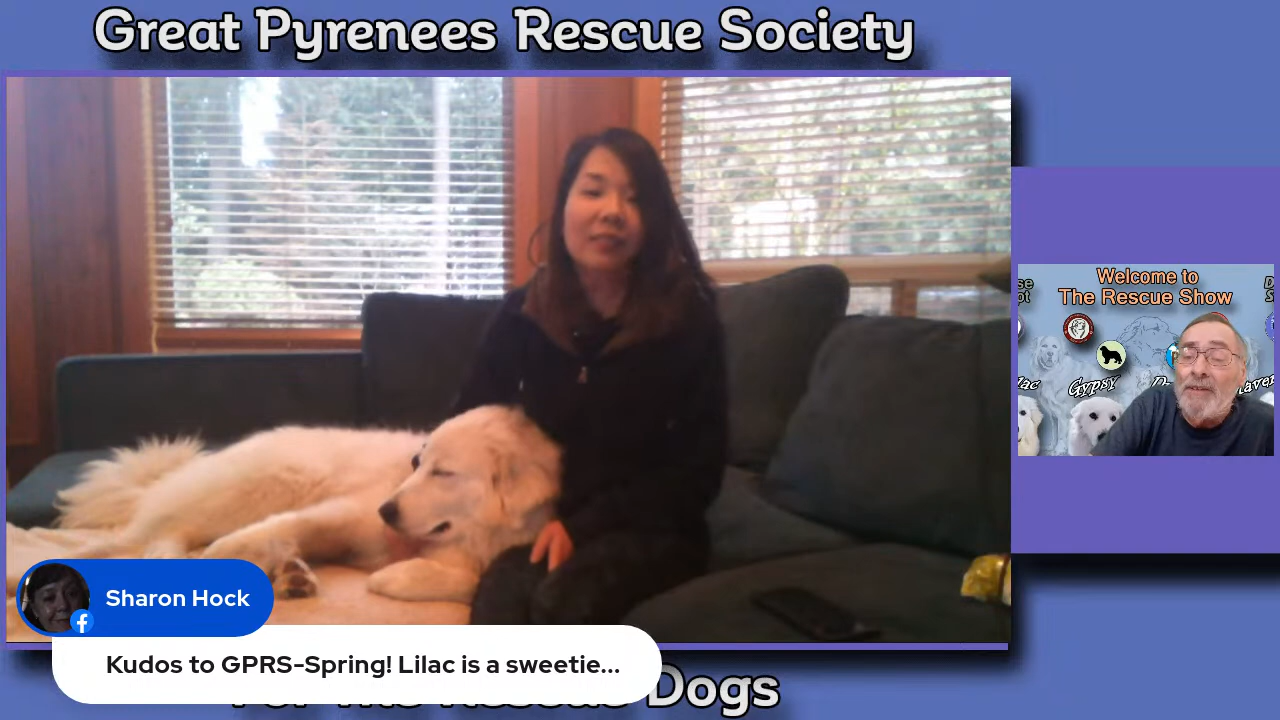 Great Pyrenees Rescue Society
Welcome to
The Rescue Show
Gypsy
Sharon Hock
Kudos to GPRS-Spring! Lilac is a sweetie...
Dogs